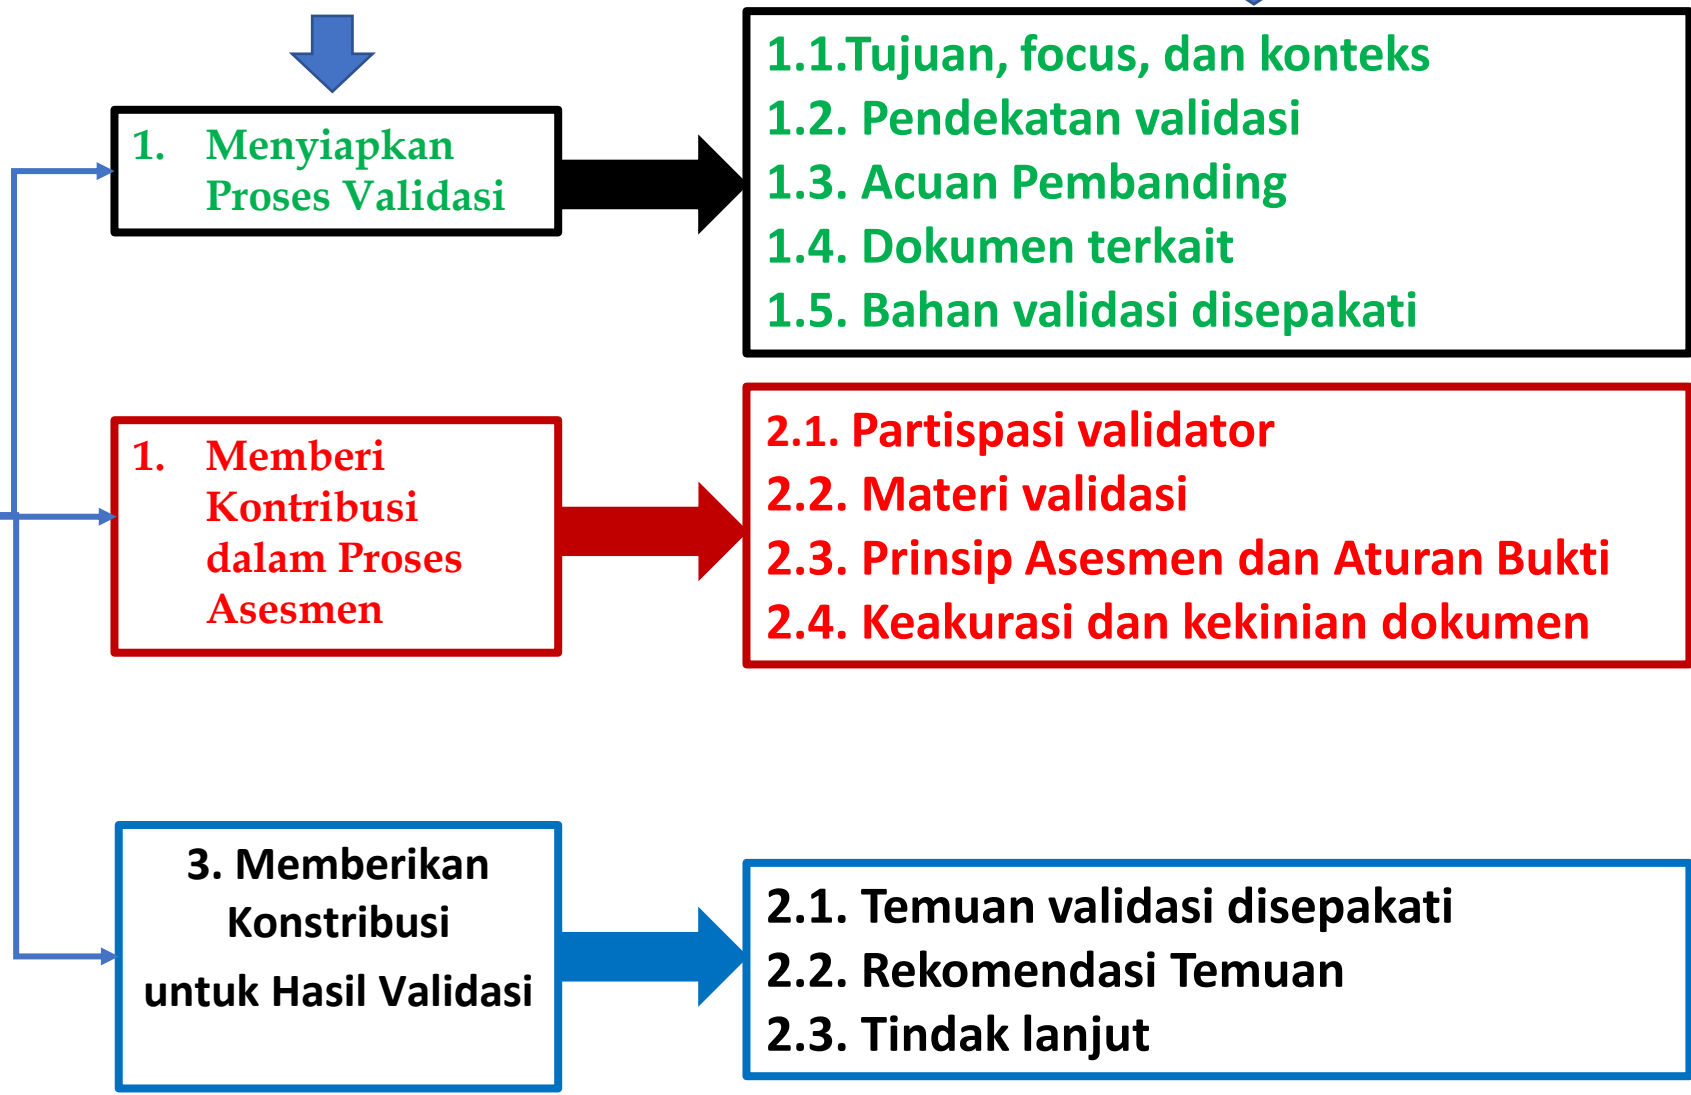 1. Menyiapkan
Proses Validasi
1.1.Tujuan, focus, dan konteks
1.2. Pendekatan validasi
1.3. Acuan Pembanding
1.4. Dokumen terkait
1.5. Bahan validasi disepakati
1. Memberi
Kontribusi
dalam Proses
Asesmen
2.1. Partispasi validator
2.2. Materi validasi
2.3. Prinsip Asesmen dan Aturan Bukti
2.4. Keakurasi dan kekinian dokumen
3. Memberikan
Konstribusi
untuk Hasil Validasi
2.1. Temuan validasi disepakati
2.2. Rekomendasi Temuan
2.3. Tindak lanjut